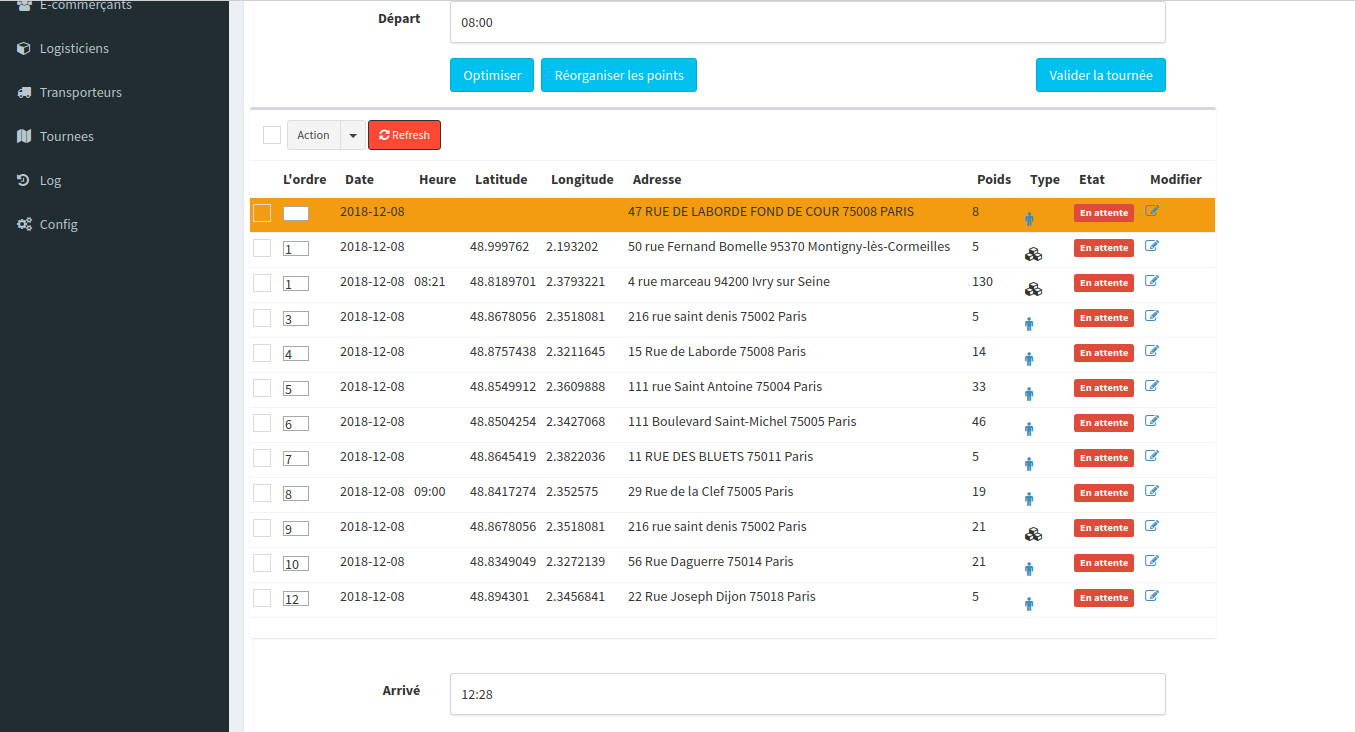 E-commerçants
Logisticiens
Transporteurs
Tournees
Log
Config
Départ
08:00
Optimiser
Réorganiser les points
Valider la tournée
Action
Refresh
L'ordre Date Heure Latitude Longitude Adresse Poids Type Etat Modifier
2018-12-08 47 RUE DE LABORDE FOND DE COUR 75008 PARIS 8 En attente
1 2018-12-08 48.999762 2.193202 50 rue Fernand Bomelle 95370 Montigny-lès-Cormeilles 5 En attente
1 2018-12-08 08:21 48.8189701 2.3793221 4 rue marceau 94200 Ivry sur Seine 130 En attente
3 2018-12-08 48.8678056 2.3518081 216 rue saint denis 75002 Paris 5 En attente
4 2018-12-08 48.8757438 2.3211645 15 Rue de Laborde 75008 Paris 14 En attente
5 2018-12-08 48.8549912 2.3609888 111 rue Saint Antoine 75004 Paris 33 En attente
6 2018-12-08 48.8504254 2.3427068 111 Boulevard Saint-Michel 75005 Paris 46 En attente
7 2018-12-08 48.8645419 2.3822036 11 RUE DES BLUETS 75011 Paris 5 En attente
8 2018-12-08 09:00 48.8417274 2.352575 29 Rue de la Clef 75005 Paris 19 En attente
9 2018-12-08 48.8678056 2.3518081 216 rue saint denis 75002 Paris 21 En attente
10 2018-12-08 48.8349049 2.3272139 56 Rue Daguerre 75014 Paris 21 En attente
12 2018-12-08 48.894301 2.3456841 22 Rue Joseph Dijon 75018 Paris 5 En attente
Arrivé
12:28